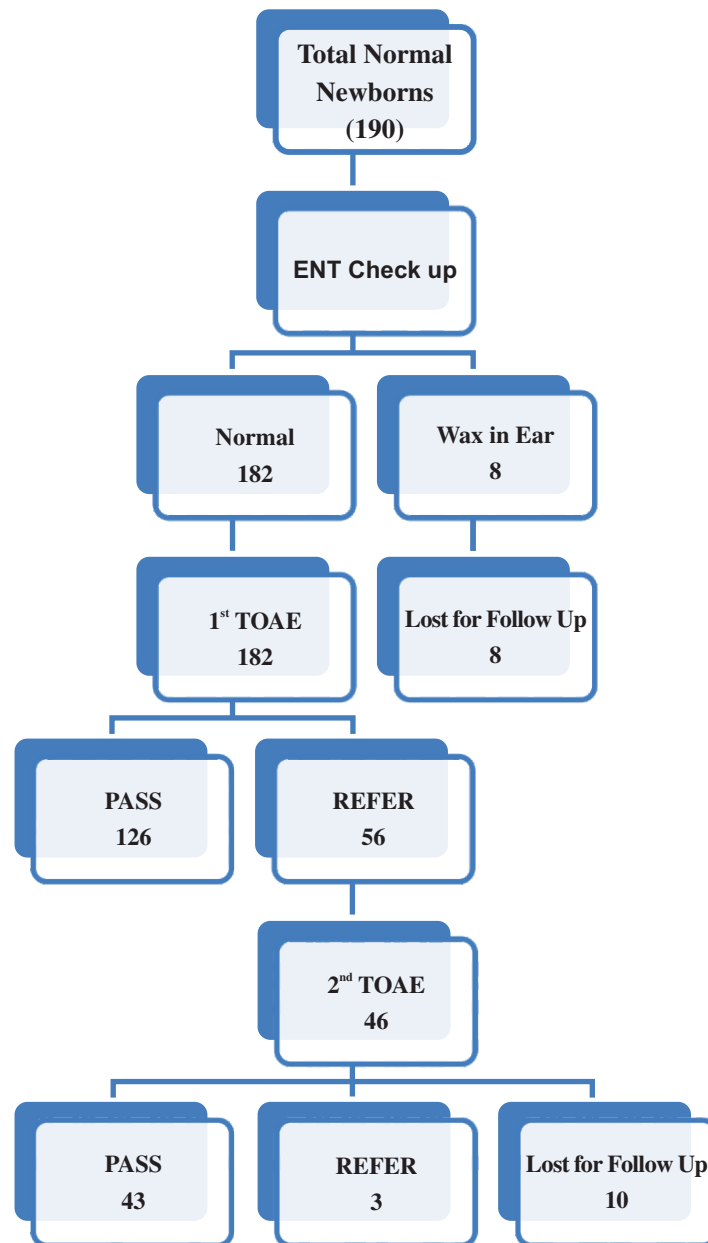 Total Normal
Newborns
(190)
ENT Check up
Normal
182
Wax in Ear
8
1st TOAE
182
Lost for Follow Up
8
PASS
126
REFER
56
2nd TOAE
46
PASS
43
REFER
3
Lost for Follow Up
10